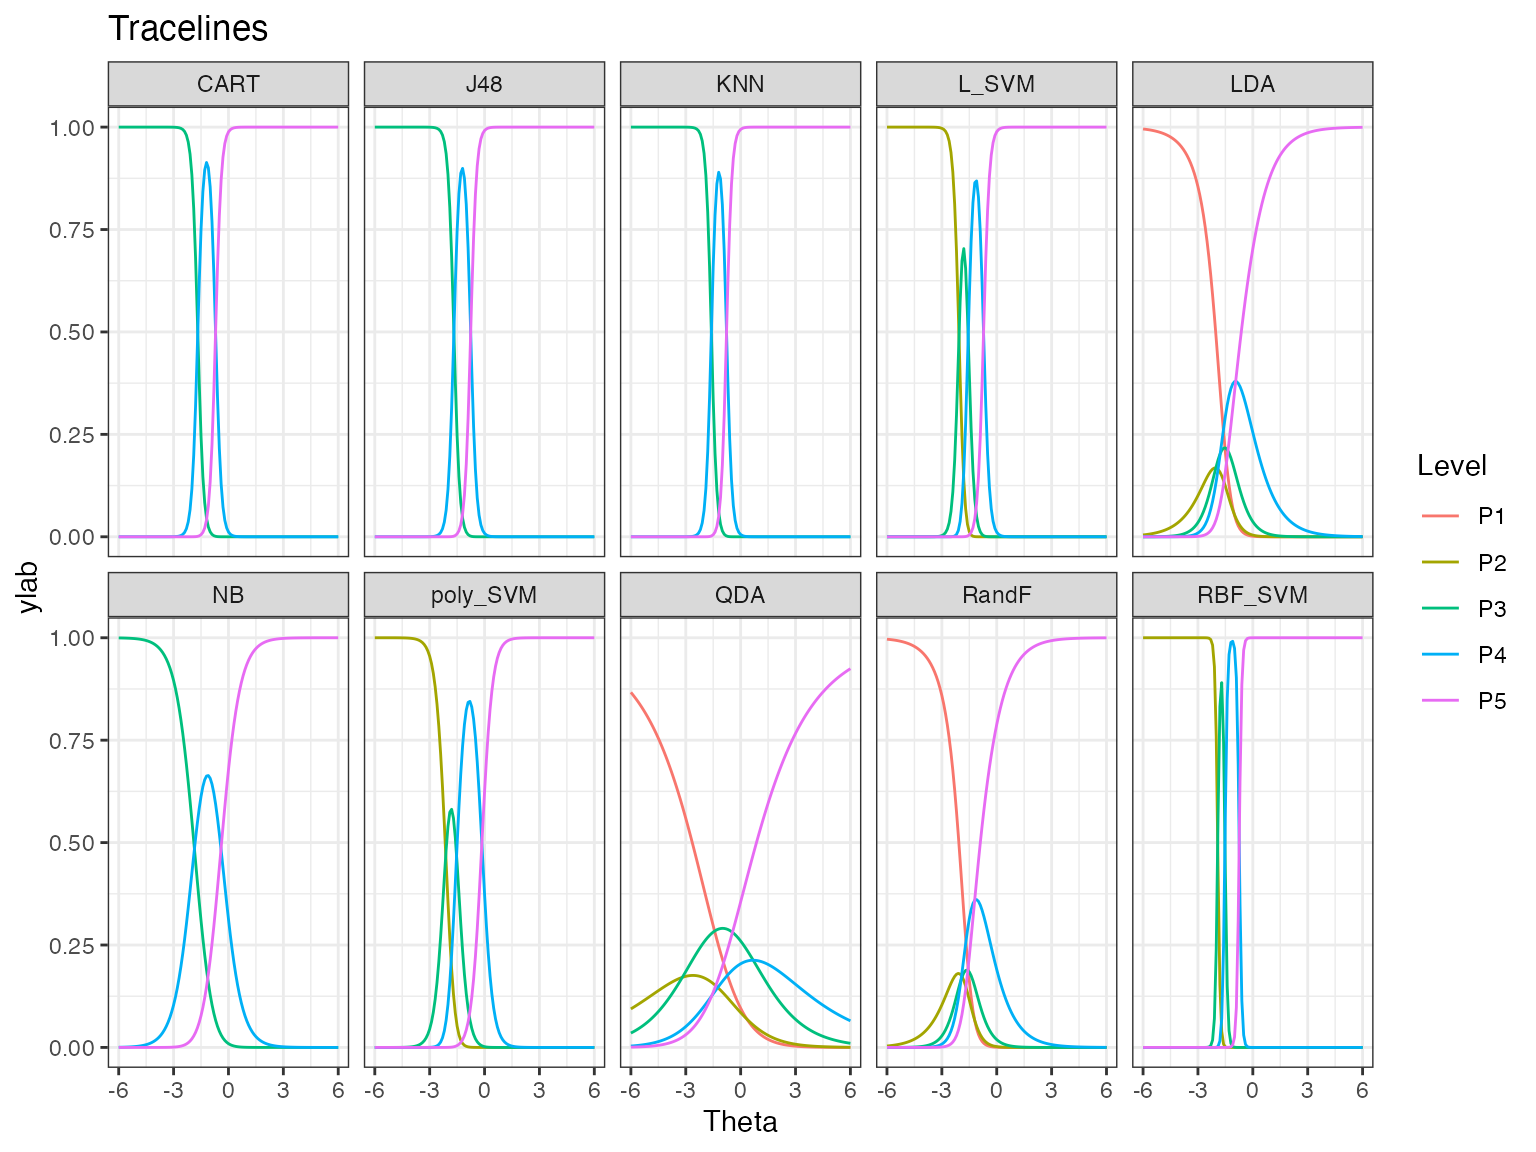 Tracelines
CART J48 KNN L_SVM LDA
1.00
0.75
0.50
0.25
0.00
NB poly_SVM QDA RandF RBF_SVM
1.00
0.75
0.50
0.25
0.00
-6 -3 0 3 6 -6 -3 0 3 6 -6 -3 0 3 6 -6 -3 0 3 6 -6 -3 0 3 6
Theta
ylab
Level
P1
P2
P3
P4
P5